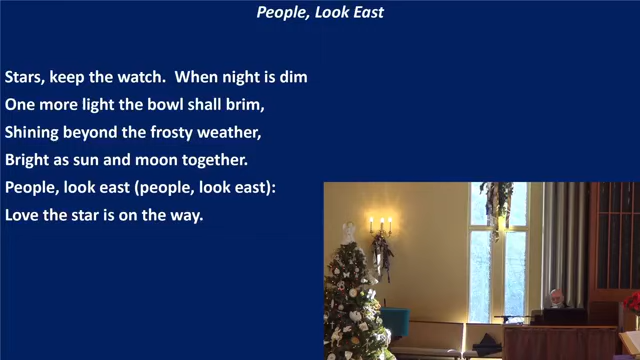 People, Look East
Stars, keep the watch.  When night is dim
One more light the bowl shall brim,
Shining beyond the frosty weather,
Bright as sun and moon together.
People, look east (people, look east):
Love the star is on the way.